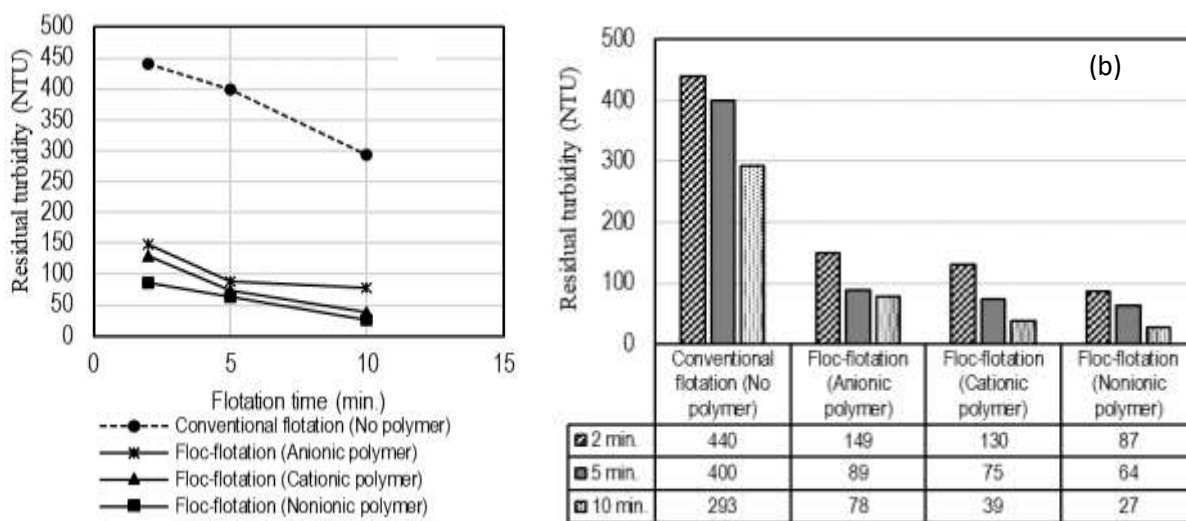 Residual turbidity (NTU)
500
450
400
350
300
250
200
150
100
50
0
0 5 10 15
Flotation time (min.)
Conventional flotation (No polymer)
Floc-flotation (Anionic polymer)
Floc-flotation (Cationic polymer)
Floc-flotation (Nonionic polymer)
(b)
Residual turbidity (NTU)
500
400
300
200
100
0
Conventional flotation (No polymer) Floc-flotation (Anionic polymer) Floc-flotation (Cationic polymer) Floc-flotation (Nonionic polymer)
2 min. 440 149 130 87
5 min. 400 89 75 64
10 min. 293 78 39 27